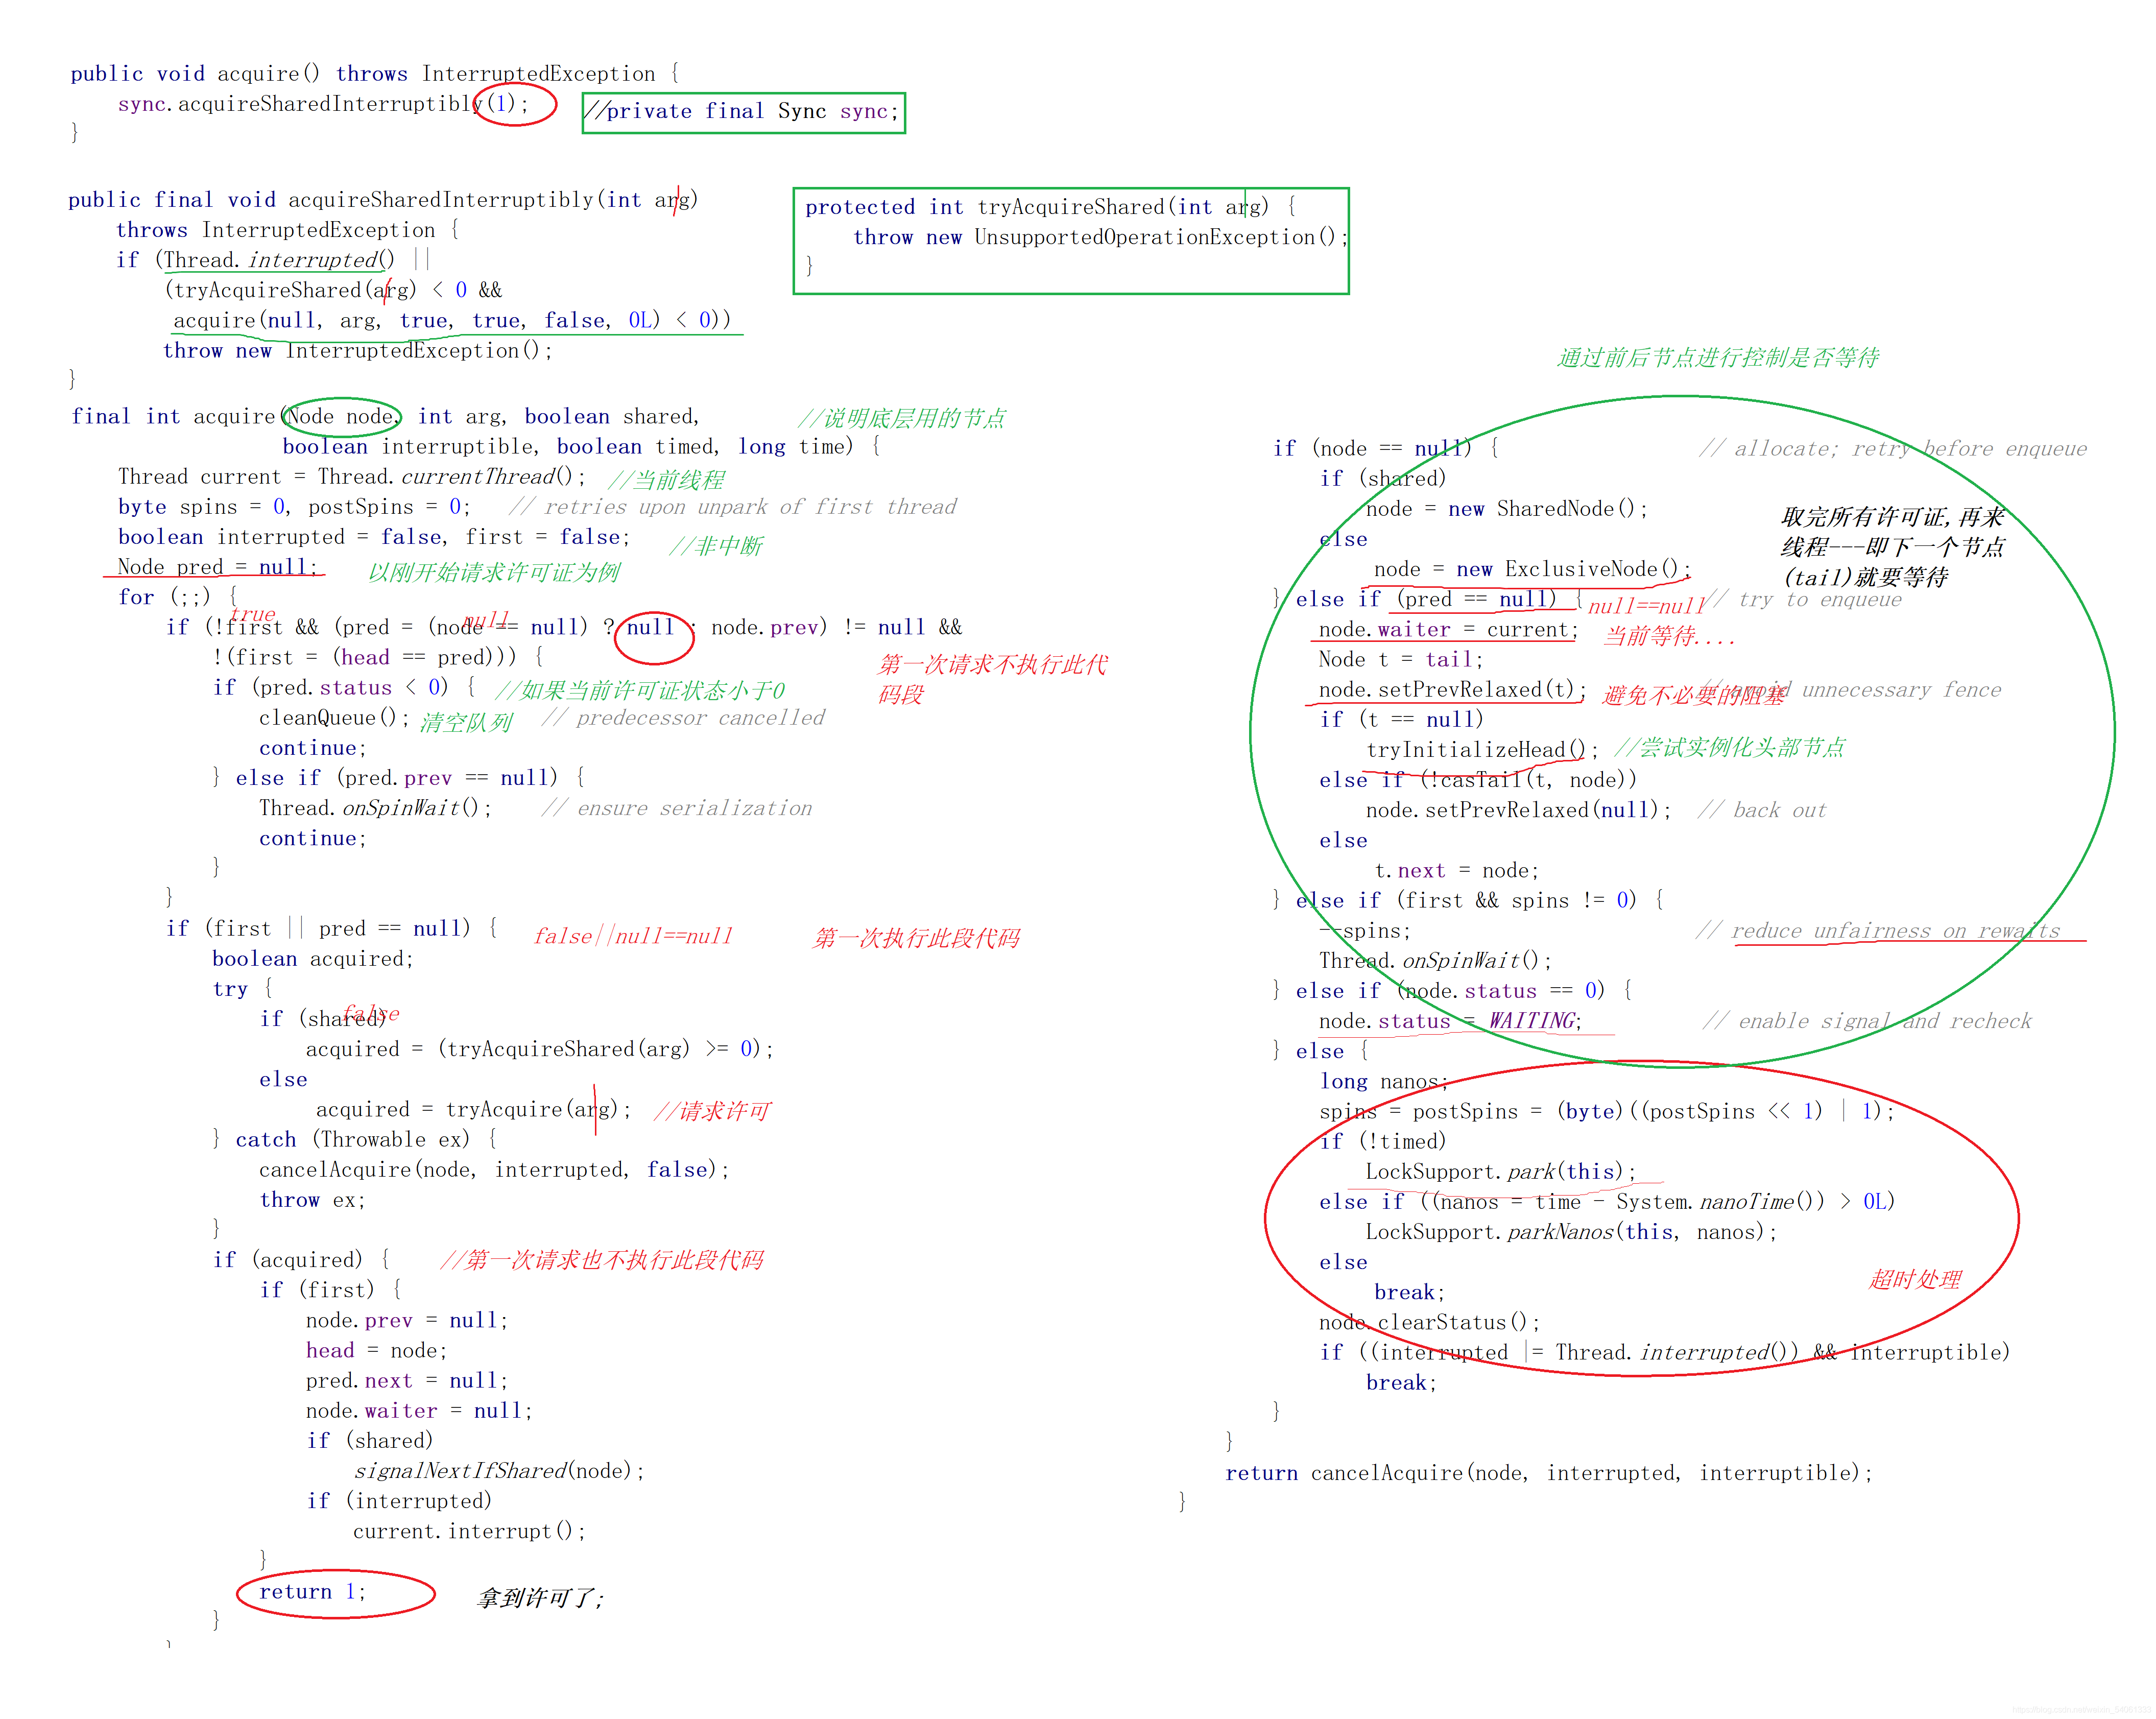 public void acquire() throws InterruptedException {
sync.acquireSharedInterruptibly(1);
//private final Sync sync;
}
public final void acquireSharedInterruptibly(int arg)
throws InterruptedException {
if (Thread.interrupted() ||
(tryAcquireShared(arg) < 0 &&
acquire(null, arg, true, true, false, 0L) < 0))
throw new InterruptedException();
}
protected int tryAcquireShared(int arg) {
throw new UnsupportedOperationException();
}
final int acquire(Node node, int arg, boolean shared, //说明底层用的节点
boolean interruptible, boolean timed, long time) {
Thread current = Thread.currentThread(); //当前线程
byte spins = 0, postSpins = 0; // retries upon unpark of first thread
boolean interrupted = false, first = false; //非中断
Node pred = null; 以刚开始请求许可证为例
for (;;) {
true null
if (!first && (pred = (node == null) ? null : node.prev) != null &&
!(first = (head == pred))) {
第一次请求不执行此代
码段
if (pred.status < 0) { //如果当前许可证状态小于0
cleanQueue(); 清空队列 // predecessor cancelled
continue;
} else if (pred.prev == null) {
Thread.onSpinWait(); // ensure serialization
continue;
}
}
if (first || pred == null) { false||null==null 第一次执行此段代码
boolean acquired;
try {
false
if (shared)
acquired = (tryAcquireShared(arg) >= 0);
else
acquired = tryAcquire(arg); //请求许可
} catch (Throwable ex) {
cancelAcquire(node, interrupted, false);
throw ex;
}
if (acquired) { //第一次请求也不执行此段代码
if (first) {
node.prev = null;
head = node;
pred.next = null;
node.waiter = null;
if (shared)
signalNextIfShared(node);
if (interrupted)
current.interrupt();
}
return 1; 拿到许可了;
}
}
通过前后节点进行控制是否等待
if (node == null) { // allocate; retry before enqueue
if (shared)
node = new SharedNode();
else
node = new ExclusiveNode();
取完所有许可证,再来
线程---即下一个节点
(tail)就要等待
} else if (pred == null) { null==null // try to enqueue
node.waiter = current; 当前等待....
Node t = tail;
node.setPrevRelaxed(t); 避免不必要的阻塞 unnecessary fence
if (t == null)
tryInitializeHead(); //尝试实例化头部节点
else if (!casTail(t, node))
node.setPrevRelaxed(null); // back out
else
t.next = node;
} else if (first && spins != 0) {
--spins; // reduce unfairness on rewaits
Thread.onSpinWait();
} else if (node.status == 0) {
node.status = WAITING; // enable signal and recheck
} else {
long nanos;
spins = postSpins = (byte)((postSpins << 1) | 1);
if (!timed)
LockSupport.park(this);
else if ((nanos = time - System.nanoTime()) > 0L)
LockSupport.parkNanos(this, nanos);
else
超时处理
break;
node.clearStatus();
if ((interrupted |= Thread.interrupted()) && interruptible)
break;
}
}
return cancelAcquire(node, interrupted, interruptible);
}